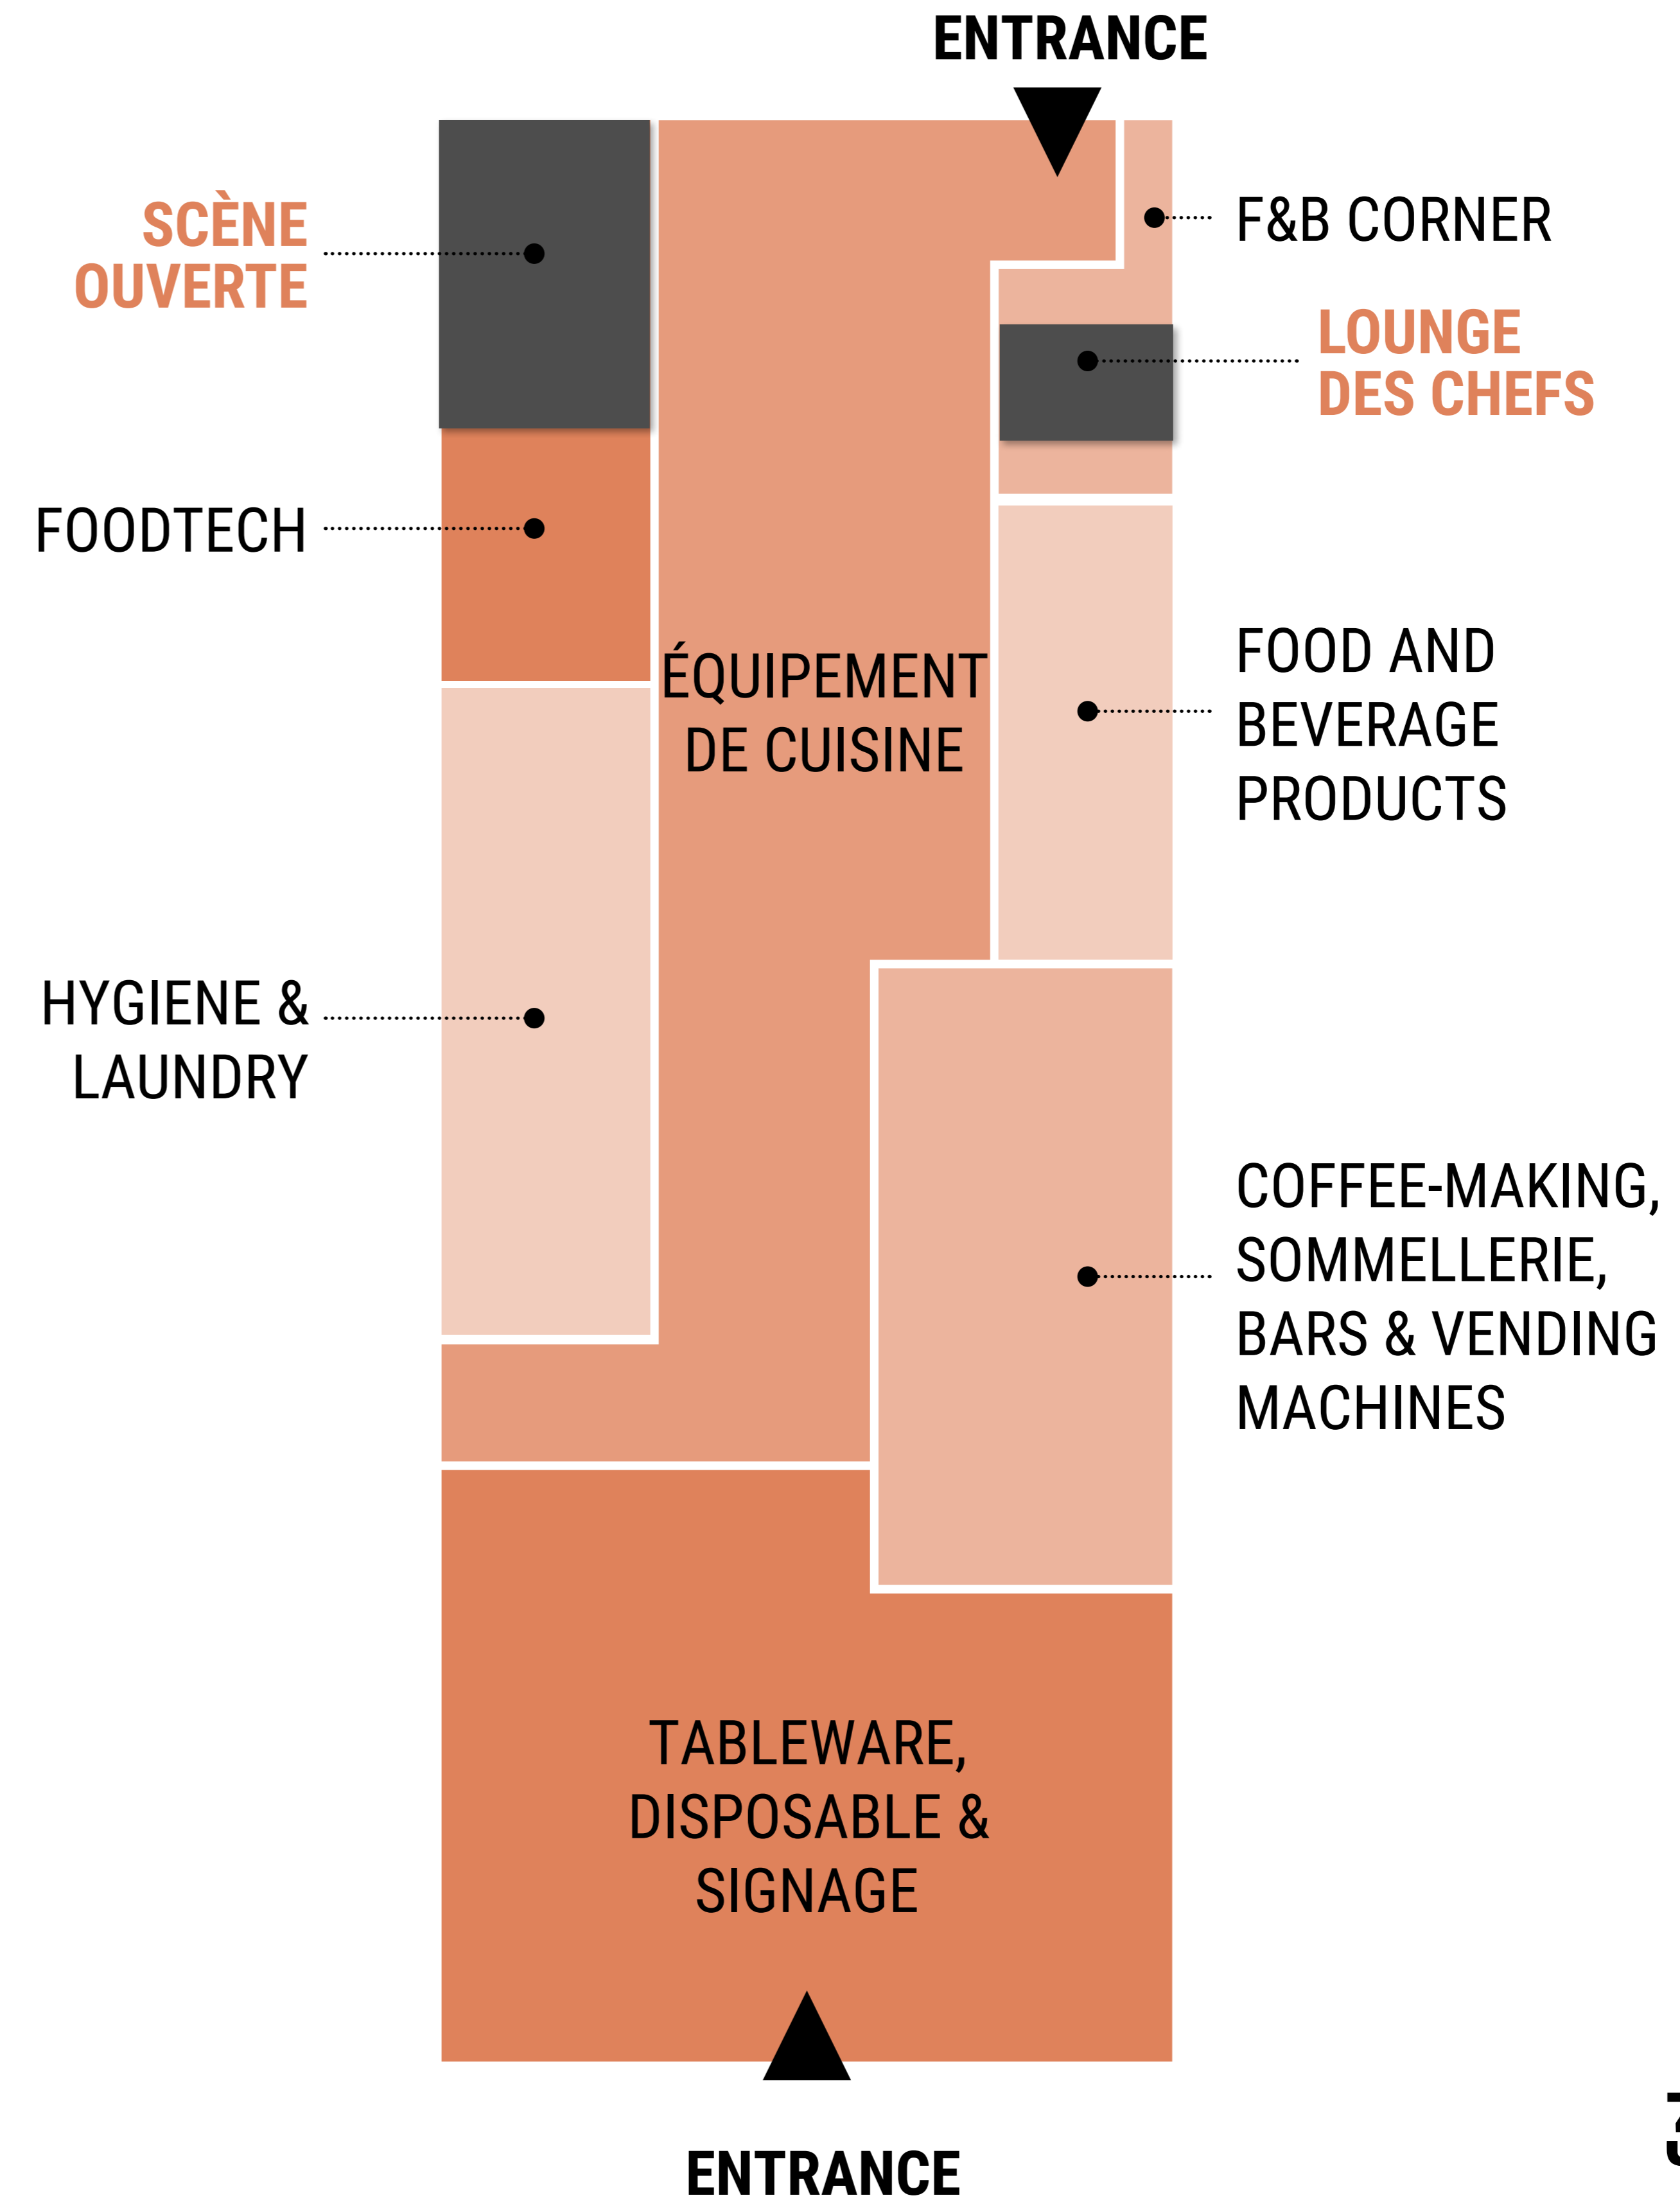 ENTRANCE
SCÈNE
OUVERTE
F&B CORNER
LOUNGE
DES CHEFS
FOODTECH
ÉQUIPEMENT
DE CUISINE
FOOD AND
BEVERAGE
PRODUCTS
HYGIENE &
LAUNDRY
COFFEE-MAKING,
SOMMELLERIE,
BARS & VENDING
MACHINES
TABLEWARE,
DISPOSABLE &
SIGNAGE
ENTRANCE